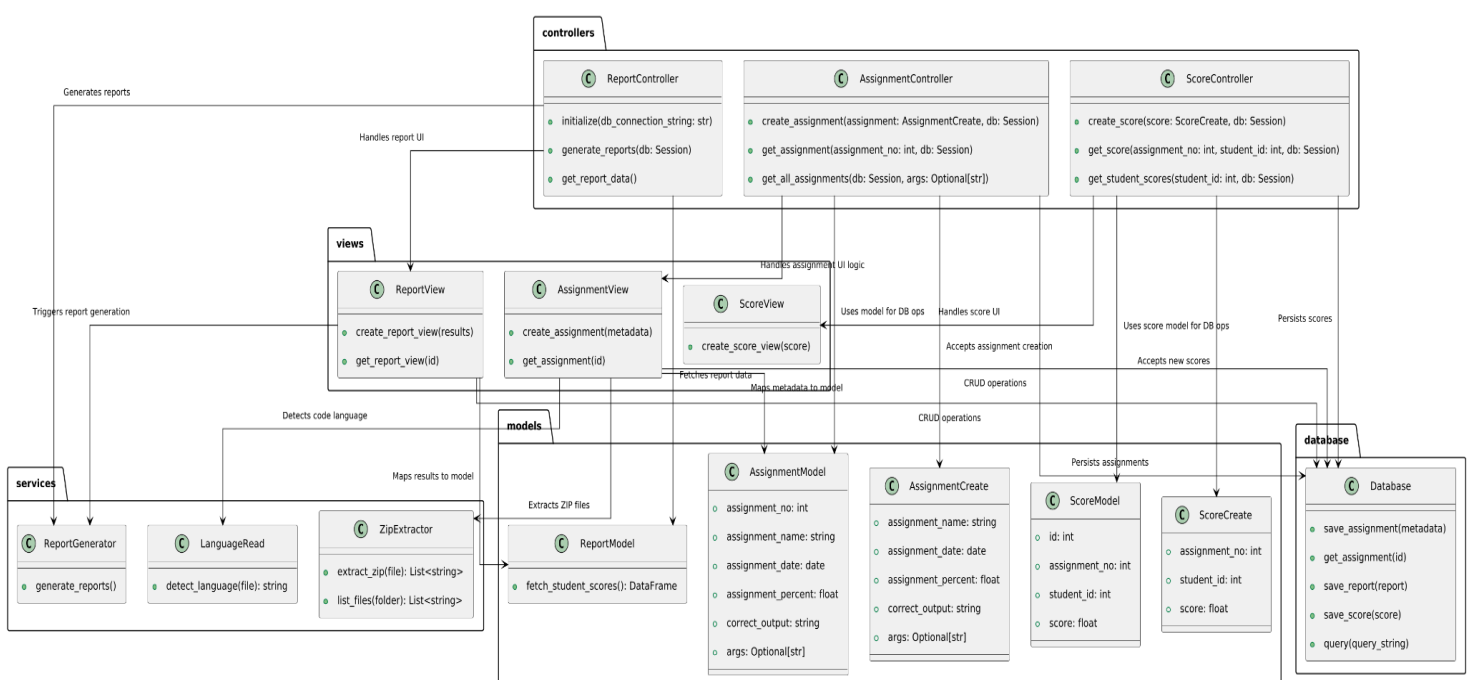 controllers
C ReportController
initialize(db_connection_string: str)
generate_reports(db: Session)
get_report_data()
C AssignmentController
create_assignment(assignment: AssignmentCreate, db: Session)
get_assignment(assignment_no: int, db: Session)
get_all_assignments(db: Session, args: Optional[str])
C ScoreController
create_score(score: ScoreCreate, db: Session)
get_score(assignment_no: int, student_id: int, db: Session)
get_student_scores(student_id: int, db: Session)
Generates reports
Handles report UI
views
C ReportView
create_report_view(results)
get_report_view(id)
C AssignmentView
create_assignment(metadata)
get_assignment(id)
C ScoreView
create_score_view(score)
Handles assignment UI logic
Uses model for DB ops
Handles score UI
Uses score model for DB ops
Persists scores
Triggers report generation
Accepts assignment creation
Accepts new scores
Fetches report data
Maps metadata to model
CRUD operations
Detects code language
CRUD operations
Maps results to model
Extracts ZIP files
Persists assignments
services
C ReportGenerator
generate_reports()
C LanguageRead
detect_language(file): string
C ZipExtractor
extract_zip(file): List<string>
list_files(folder): List<string>
models
C ReportModel
fetch_student_scores(): DataFrame
C AssignmentModel
assignment_no: int
assignment_name: string
assignment_date: date
assignment_percent: float
correct_output: string
args: Optional[str]
C AssignmentCreate
assignment_name: string
assignment_date: date
assignment_percent: float
correct_output: string
args: Optional[str]
C ScoreModel
id: int
assignment_no: int
student_id: int
score: float
C ScoreCreate
assignment_no: int
student_id: int
score: float
database
C Database
save_assignment(metadata)
get_assignment(id)
save_report(report)
save_score(score)
query(query_string)